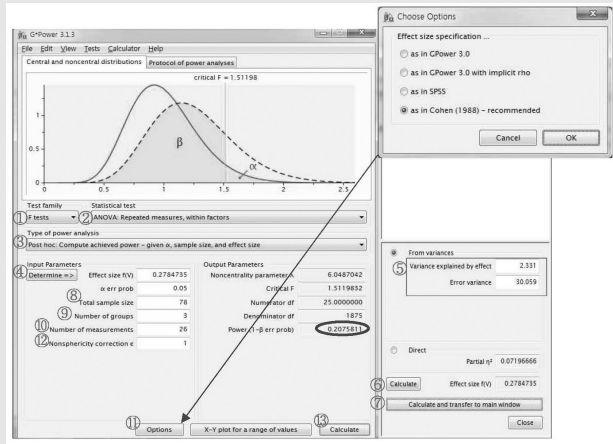 G*Power 3.1.3
File Edit View Tests Calculator Help
Central and noncentral distributions Protocol of power analyses
critical F = 1.51198
1
0.5
0
0 0.5 1 1.5 2 2.5
β
α
Test family Statistical test
① F tests ② ANOVA: Repeated measures, within factors
Type of power analysis
③ Post hoc: Compute achieved power – given α, sample size, and effect size
Input Parameters Output Parameters
④ Determine => Effect size f(V) 0.2784735 Noncentrality parameter λ 6.0487042
α err prob 0.05 Critical F 1.5119832
⑧ Total sample size 78 Numerator df 25.0000000
⑨ Number of groups 3 Denominator df 1875
⑩ Number of measurements 26 Power (1-β err prob) 0.2075811
⑫ Nonsphericity correction ε 1
⑪ Options X-Y plot for a range of values ⑬ Calculate
Choose Options
Effect size specification ...
as in GPower 3.0
as in GPower 3.0 with implicit rho
as in SPSS
as in Cohen (1988) – recommended
Cancel OK
From variances
⑤ Variance explained by effect 2.331
Error variance 30.059
Direct
Partial η² 0.07196666
⑥ Calculate Effect size f(V) 0.2784735
⑦ Calculate and transfer to main window
Close